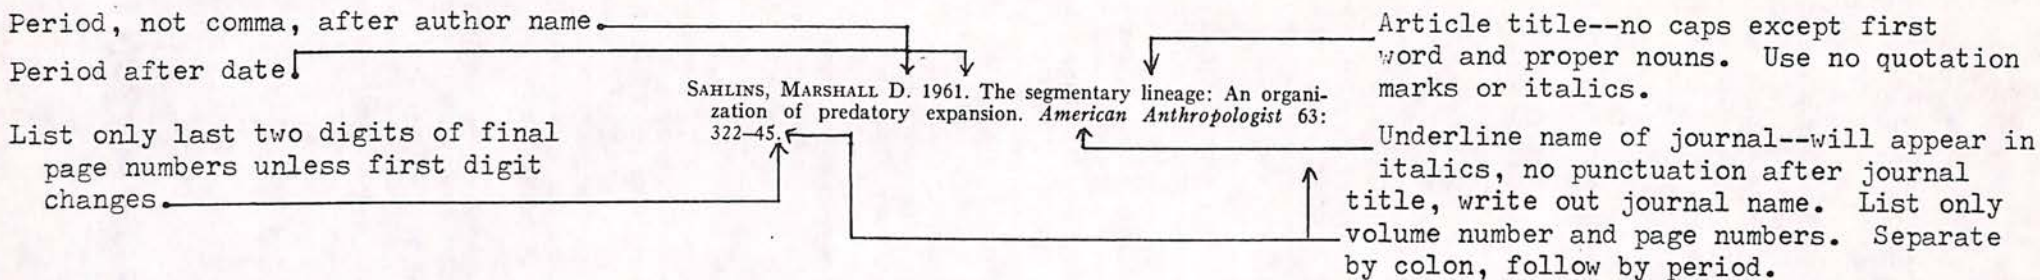 Period, not comma, after author name.
Period after date.
List only last two digits of final
page numbers unless first digit
changes.
SAHLINS, MARSHALL D. 1961. The segmentary lineage: An organi-
zation of predatory expansion. American Anthropologist 63:
322–45.
Article title--no caps except first
word and proper nouns. Use no quotation
marks or italics.
Underline name of journal--will appear in
italics, no punctuation after journal
title, write out journal name. List only
volume number and page numbers. Separate
by colon, follow by period.